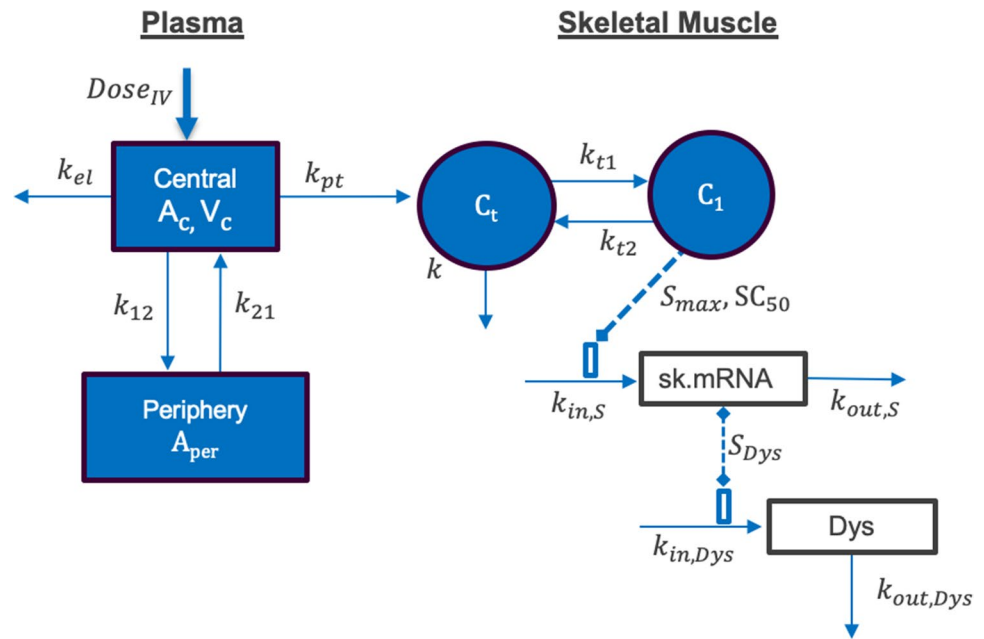 Plasma
Skeletal Muscle
Dose_IV
k_el
Central
A_C, V_C
k_pt
C_t
k_t1
k_t2
C_1
k
k_12
k_21
S_max, SC_50
Periphery
A_per
k_in,S
sk.mRNA
k_out,S
S_Dys
k_in,Dys
Dys
k_out,Dys